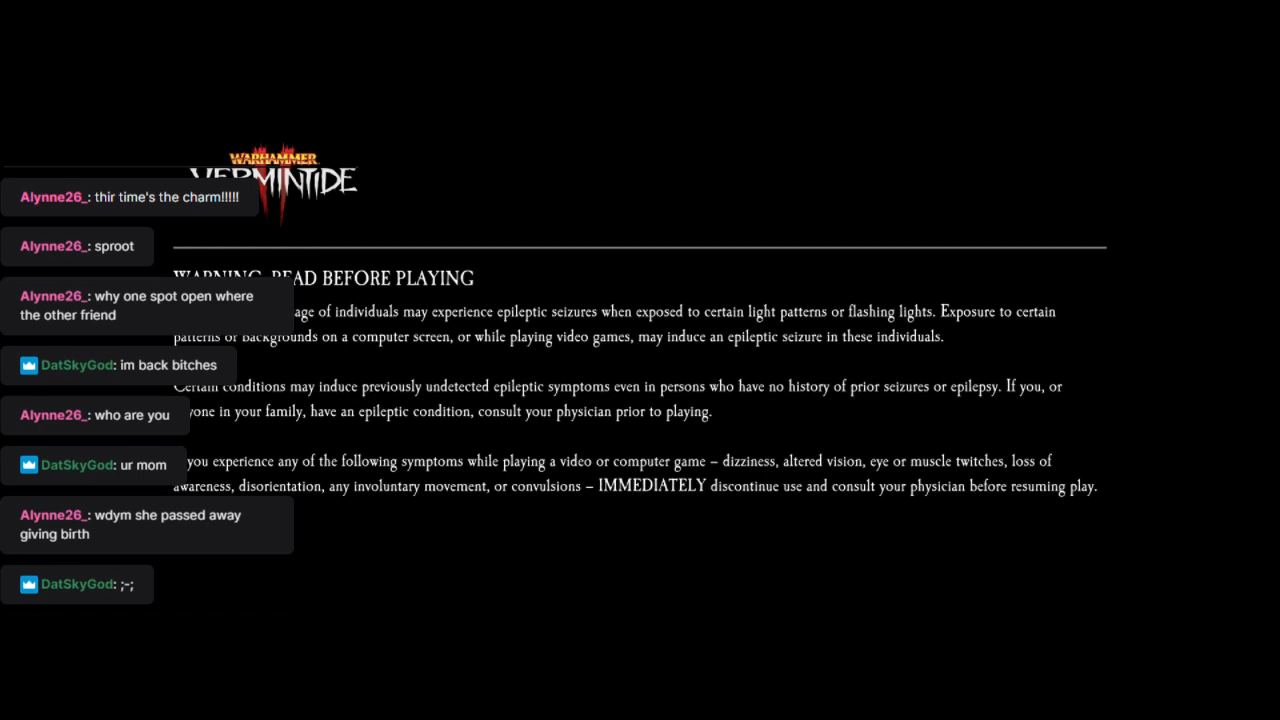 WARHAMMER
VERMINTIDE
II
Alynne26_: thir time's the charm!!!!!
Alynne26_: sproot
Alynne26_: why one spot open where
the other friend
DatSkyGod: im back bitches
Alynne26_: who are you
DatSkyGod: ur mom
Alynne26_: wdym she passed away
giving birth
DatSkyGod: ;-;
WARNING: READ BEFORE PLAYING
age of individuals may experience epileptic seizures when exposed to certain light patterns or flashing lights. Exposure to certain
patterns or backgrounds on a computer screen, or while playing video games, may induce an epileptic seizure in these individuals.
Certain conditions may induce previously undetected epileptic symptoms even in persons who have no history of prior seizures or epilepsy. If you, or
yone in your family, have an epileptic condition, consult your physician prior to playing.
you experience any of the following symptoms while playing a video or computer game – dizziness, altered vision, eye or muscle twitches, loss of
awareness, disorientation, any involuntary movement, or convulsions – IMMEDIATELY discontinue use and consult your physician before resuming play.